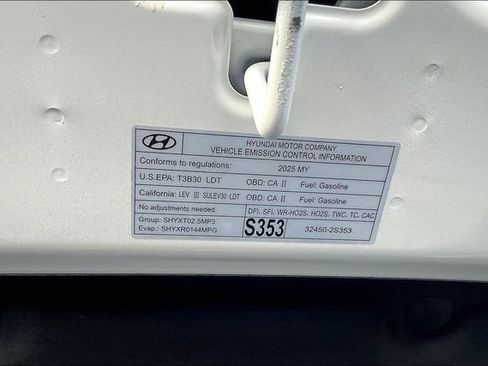 HYUNDAI MOTOR COMPANY
VEHICLE EMISSION CONTROL INFORMATION
Conforms to regulations: 2025 MY
U.S.EPA: T3B30 LDT OBD: CA II Fuel: Gasoline
California: LEV III SULEV30 LDT OBD: CA II Fuel: Gasoline
No adjustments needed. DFI, SFI, WR-HO2S, HO2S, TWC, TC, CAC
Group: SHYXT02.5MP3
Evap.: SHYXR0144MPG
S353 32450-2S353